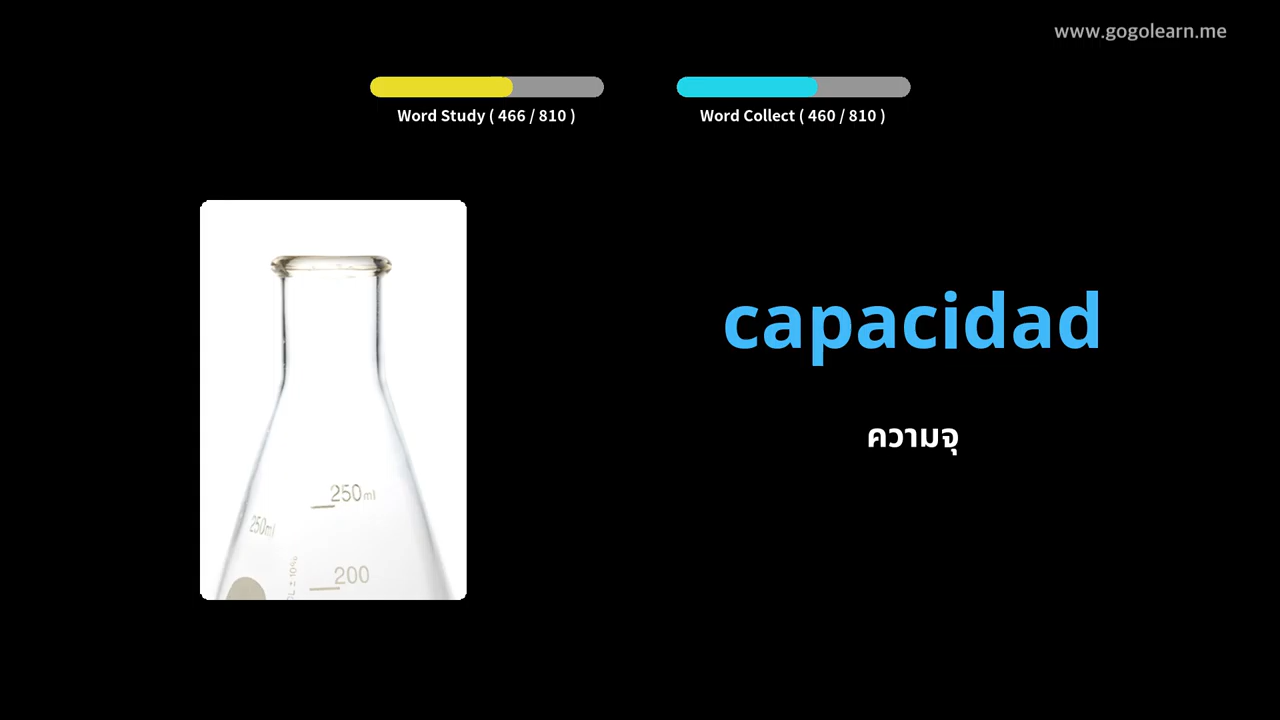 www.gogolearn.me
Word Study ( 466 / 810 )
Word Collect ( 460 / 810 )
capacidad
ความจุ
250ml
250ml
200